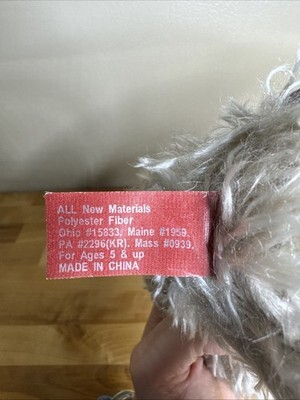 ALL New Materials
Polyester Fiber
Ohio #15833, Maine #1959,
PA #2296(KR). Mass #0939.
For Ages 5 & up
MADE IN CHINA